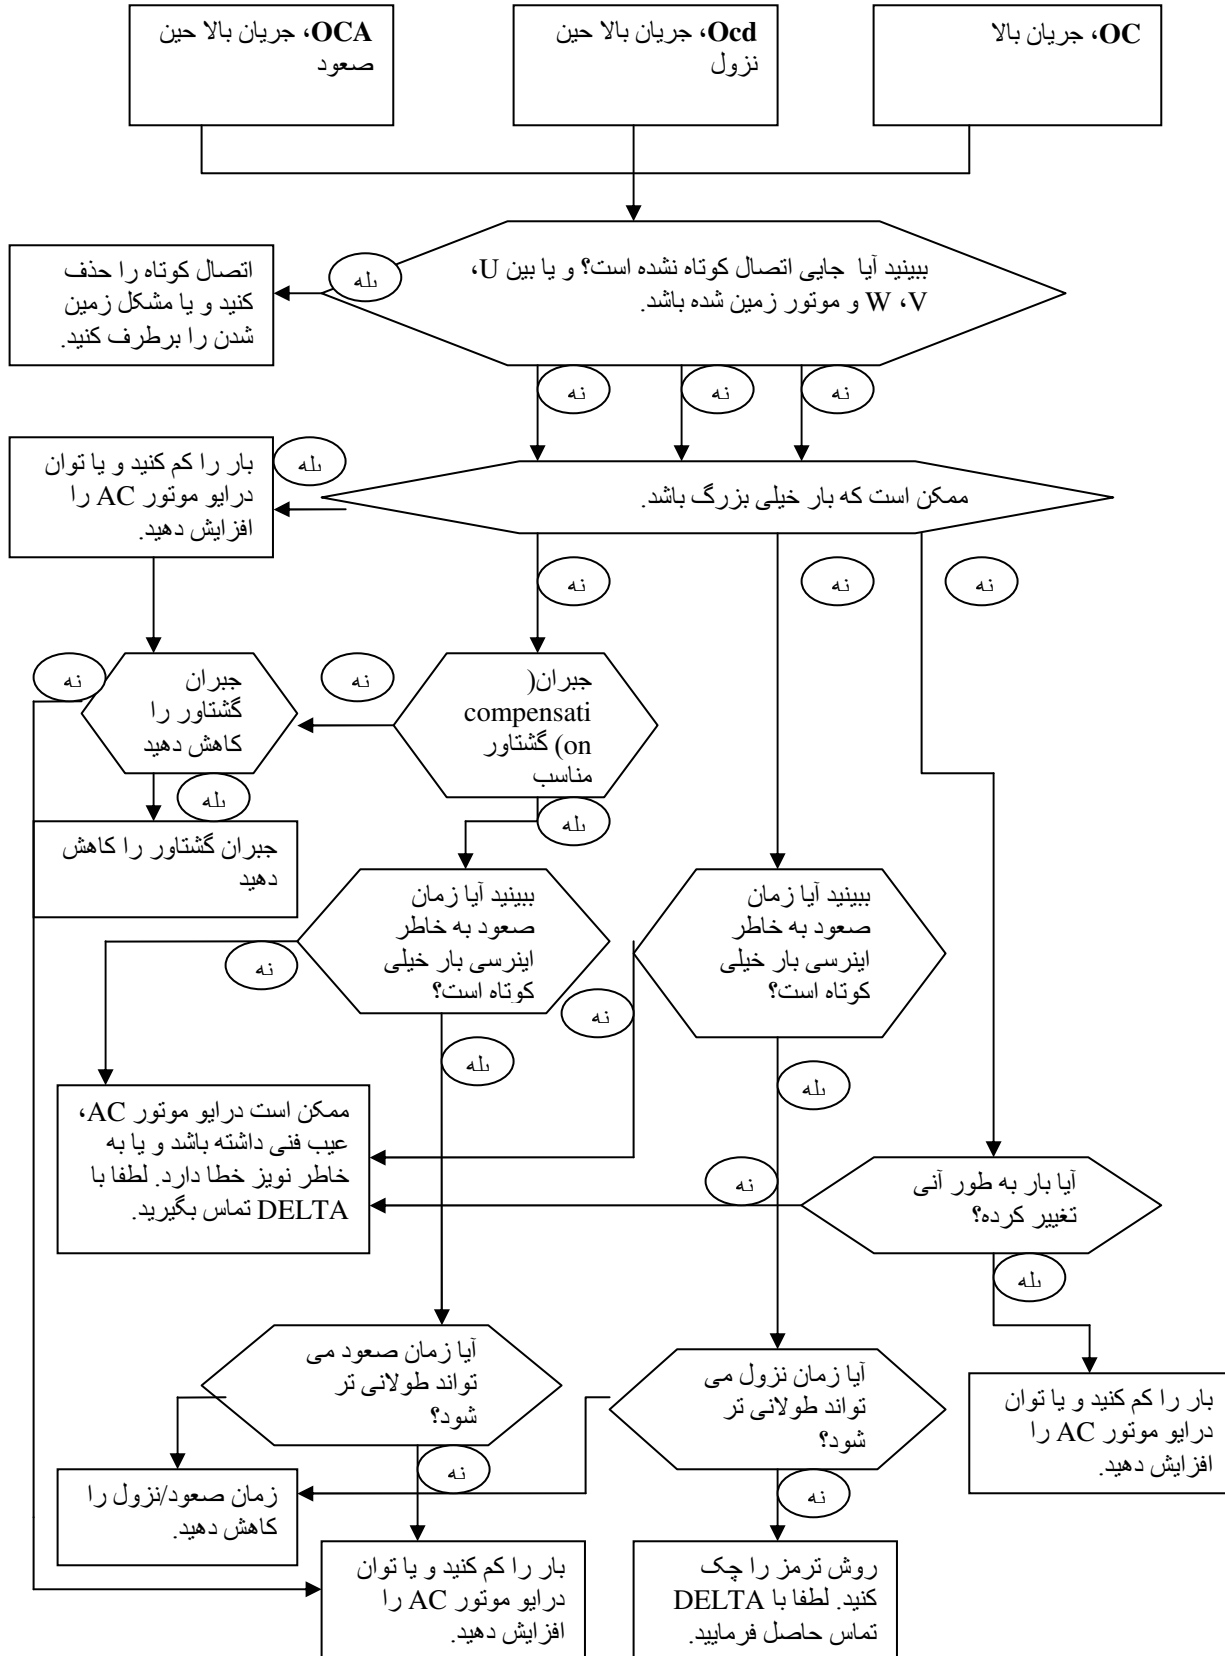 OC، جریان بالا
Ocd، جریان بالا حین
نزول
OCA، جریان بالا حین
صعود
ببینید آیا جایی اتصال کوتاه نشده است؟ و یا بین U،
V، W و موتور زمین شده باشد.
بله
اتصال کوتاه را حذف
کنید و یا مشکل زمین
شدن را برطرف کنید.
نه
نه
نه
ممکن است که بار خیلی بزرگ باشد.
بله
بار را کم کنید و یا توان
درایو موتور AC را
افزایش دهید.
نه
نه
نه
جبران(
compensati
on) گشتاور
مناسب
نه
جبران
گشتاور را
کاهش دهید
نه
بله
بله
جبران گشتاور را کاهش
دهید
ببینید آیا زمان
صعود به خاطر
اینرسی بار خیلی
کوتاه است؟
ببینید آیا زمان
صعود به خاطر
اینرسی بار خیلی
کوتاه است؟
نه
نه
بله
بله
ممکن است درایو موتور AC،
عیب فنی داشته باشد و یا به
خاطر نویز خطا دارد. لطفا با
DELTA تماس بگیرید.
نه
آیا بار به طور آنی
تغییر کرده؟
بله
آیا زمان صعود می
تواند طولانی تر
شود؟
آیا زمان نزول می
تواند طولانی تر
شود؟
بار را کم کنید و یا توان
درایو موتور AC را
افزایش دهید.
نه
نه
زمان صعود/نزول را
کاهش دهید.
بار را کم کنید و یا توان
درایو موتور AC را
افزایش دهید.
روش ترمز را چک
کنید. لطفا با DELTA
تماس حاصل فرمایید.